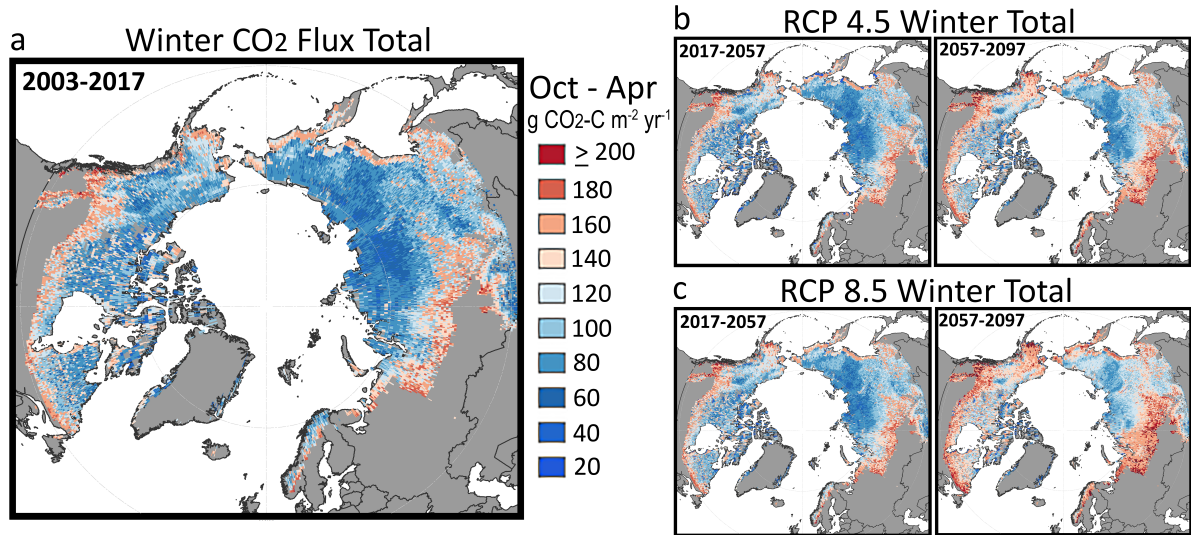 a
Winter CO2 Flux Total
2003-2017
Oct - Apr
g CO2-C m-2 yr-1
≥ 200
180
160
140
120
100
80
60
40
20
b
RCP 4.5 Winter Total
2017-2057
2057-2097
c
RCP 8.5 Winter Total
2017-2057
2057-2097